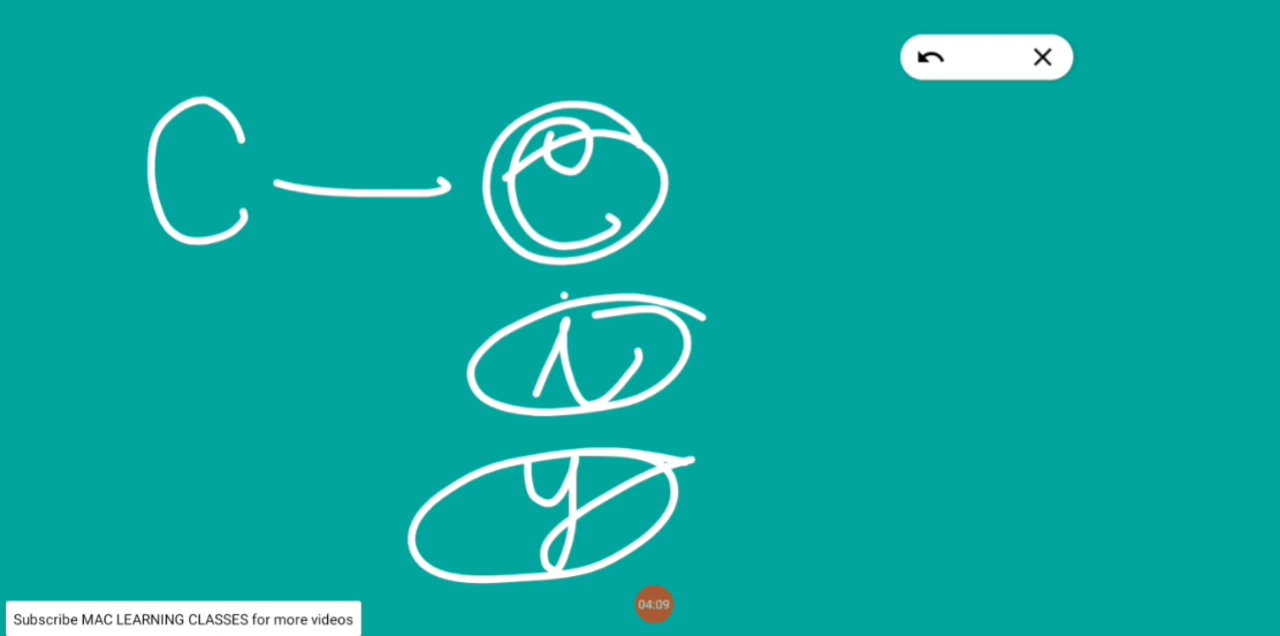 C — e
i
y
04:09
Subscribe MAC LEARNING CLASSES for more videos